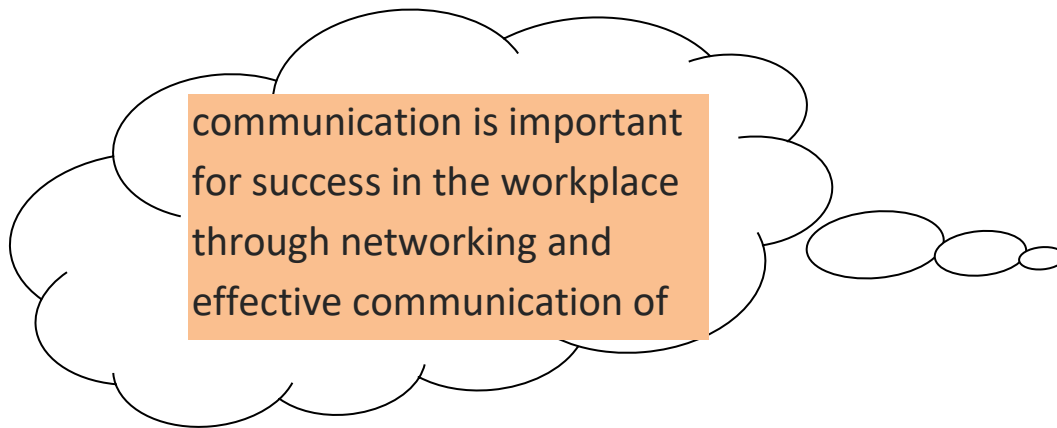 communication is important
for success in the workplace
through networking and
effective communication of